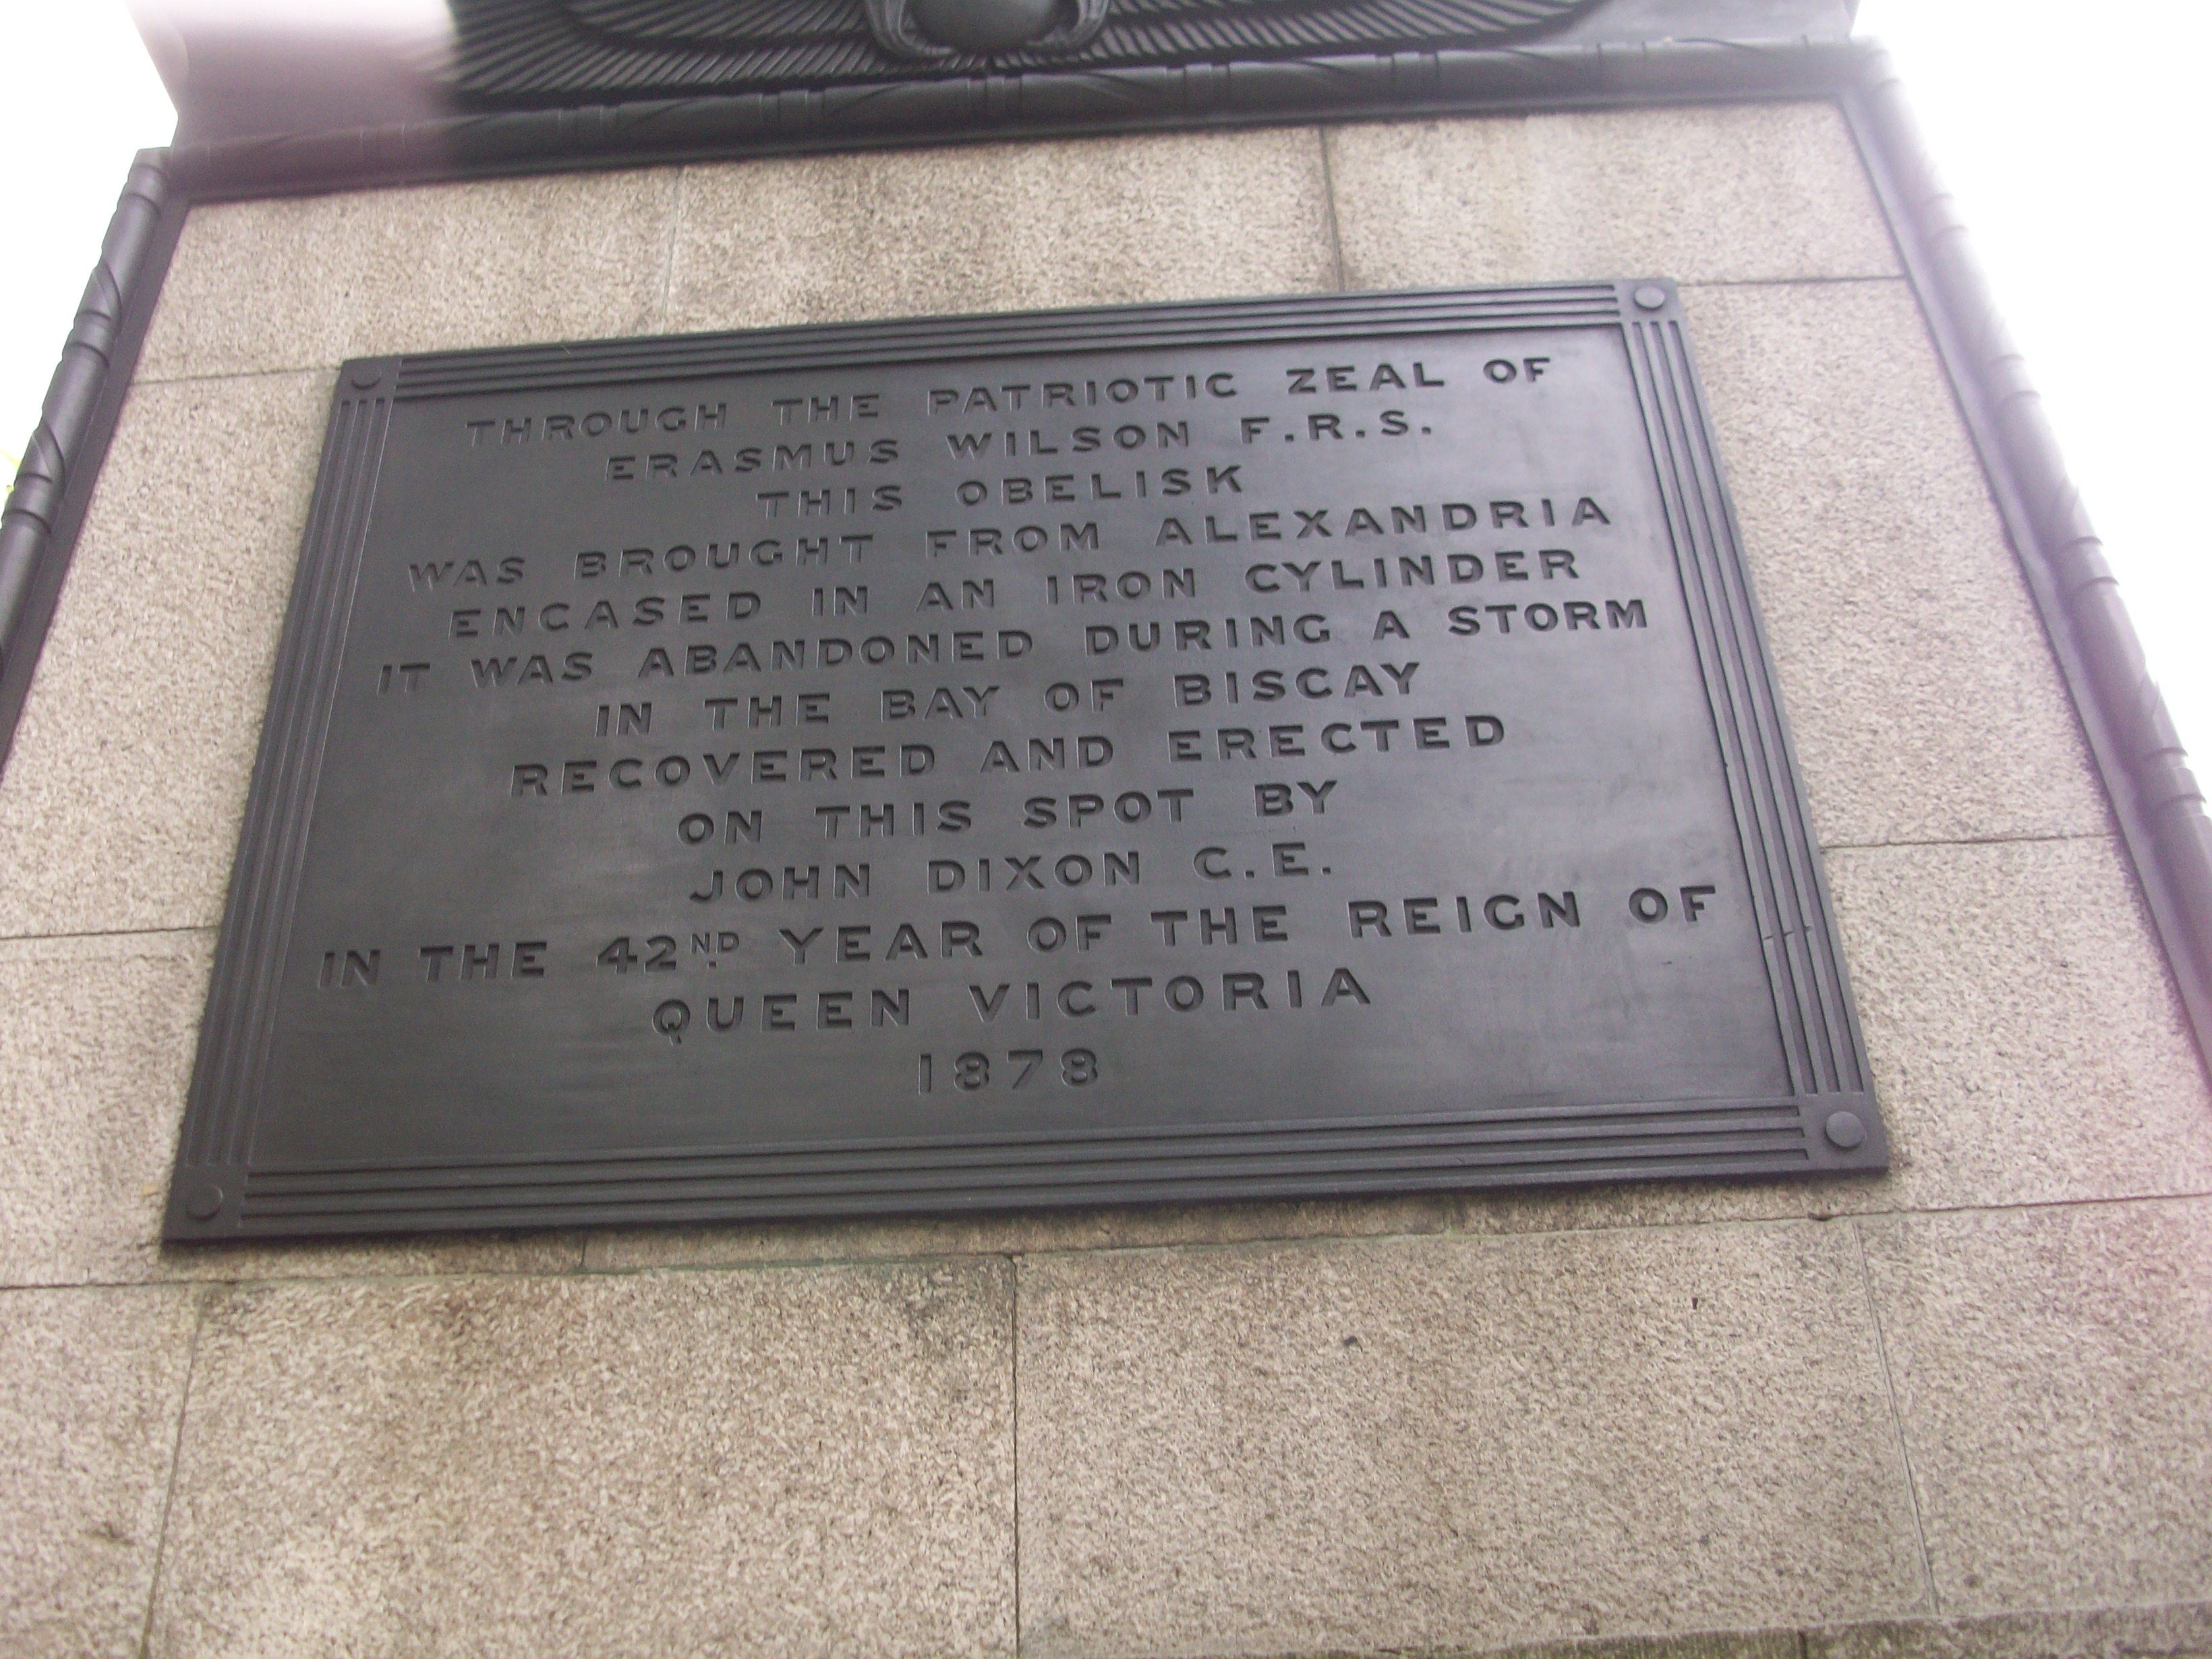 THROUGH THE PATRIOTIC ZEAL OF
ERASMUS WILSON F.R.S.
THIS OBELISK
WAS BROUGHT FROM ALEXANDRIA
ENCASED IN AN IRON CYLINDER
IT WAS ABANDONED DURING A STORM
IN THE BAY OF BISCAY
RECOVERED AND ERECTED
ON THIS SPOT BY
JOHN DIXON C.E.
IN THE 42ND YEAR OF THE REIGN OF
QUEEN VICTORIA
1878